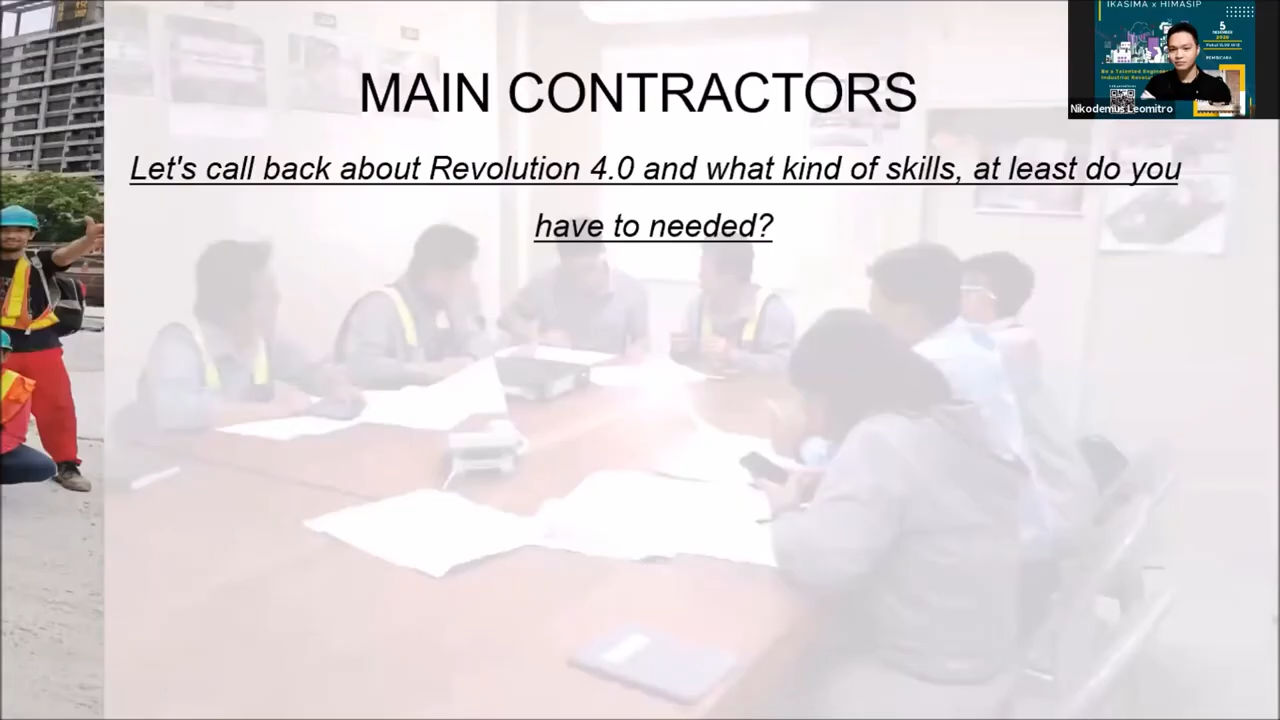 IKASIMA x HIMASIP
5
Nikodemus Leomitro
MAIN CONTRACTORS
Let's call back about Revolution 4.0 and what kind of skills, at least do you
have to needed?